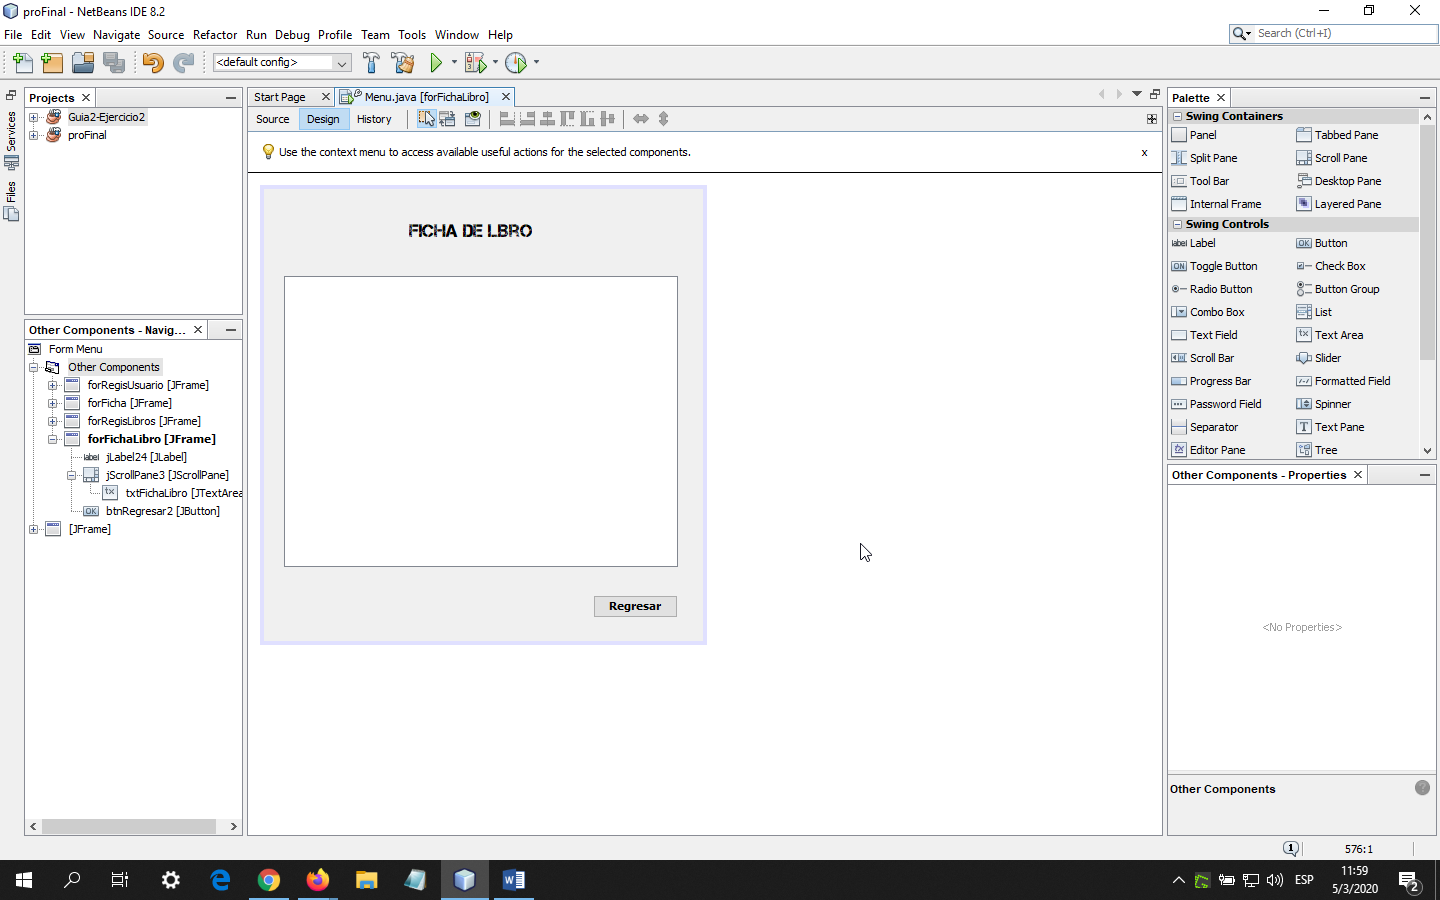 proFinal - NetBeans IDE 8.2
File Edit View Navigate Source Refactor Run Debug Profile Team Tools Window Help
Search (Ctrl+I)
<default config>
Services
Files
Projects
Guia2-Ejercicio2
proFinal
Other Components - Navig...
Form Menu
Other Components
forRegisUsuario [JFrame]
forFicha [JFrame]
forRegisLibros [JFrame]
forFichaLibro [JFrame]
label jLabel24 [JLabel]
jScrollPane3 [JScrollPane]
txtFichaLibro [JTextArea
OK btnRegresar2 [JButton]
[JFrame]
Start Page
Menu.java [forFichaLibro]
Source Design History
Use the context menu to access available useful actions for the selected components.
x
FICHA DE LBRO
Regresar
Palette
Swing Containers
Panel Tabbed Pane
Split Pane Scroll Pane
Tool Bar Desktop Pane
Internal Frame Layered Pane
Swing Controls
label Label OK Button
ON Toggle Button Check Box
Radio Button Button Group
Combo Box List
Text Field Text Area
Scroll Bar Slider
Progress Bar Formatted Field
Password Field Spinner
Separator T Text Pane
Editor Pane Tree
Other Components - Properties
<No Properties>
Other Components
?
1
576:1
ESP
11:59
5/3/2020
2